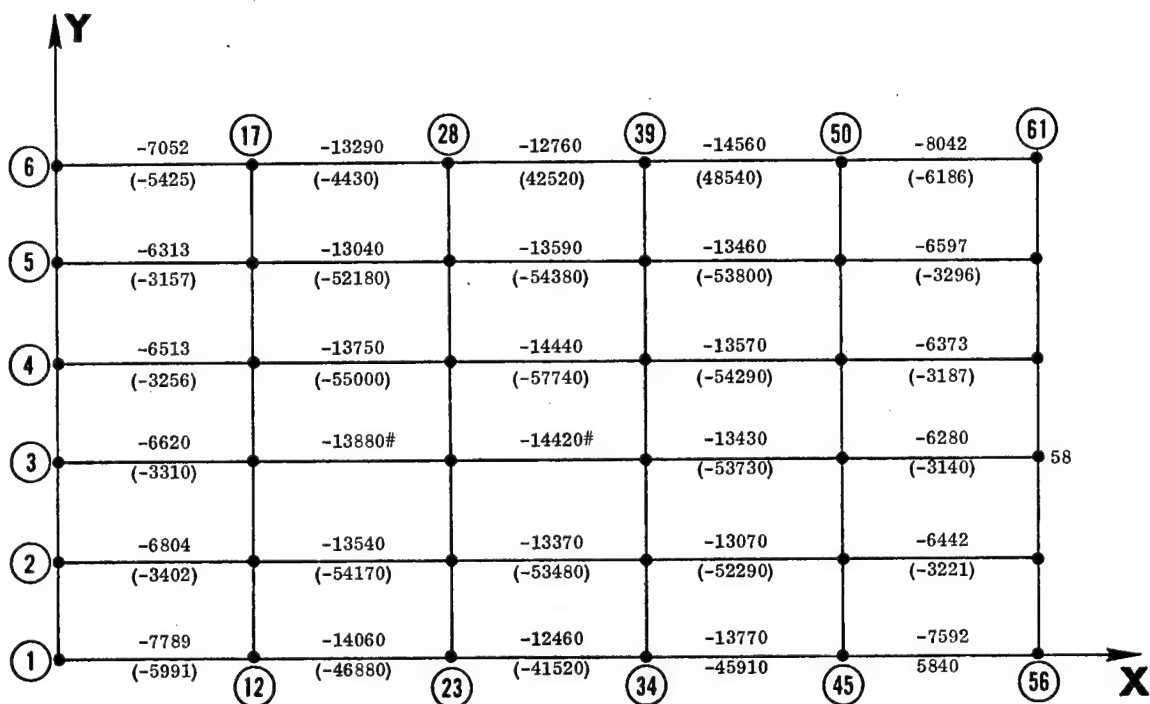 Y
17 28 39 50 61
-7052 -13290 -12760 -14560 -8042
6
(-5425) (-4430) (42520) (48540) (-6186)
-6313 -13040 -13590 -13460 -6597
5
(-3157) (-52180) (-54380) (-53800) (-3296)
-6513 -13750 -14440 -13570 -6373
4
(-3256) (-55000) (-57740) (-54290) (-3187)
-6620 -13880# -14420# -13430 -6280
3 58
(-3310) (-53730) (-3140)
-6804 -13540 -13370 -13070 -6442
2
(-3402) (-54170) (-53480) (-52290) (-3221)
-7789 -14060 -12460 -13770 -7592
1
(-5991) (-46880) (-41520) -45910 5840
12 23 34 45 56 X